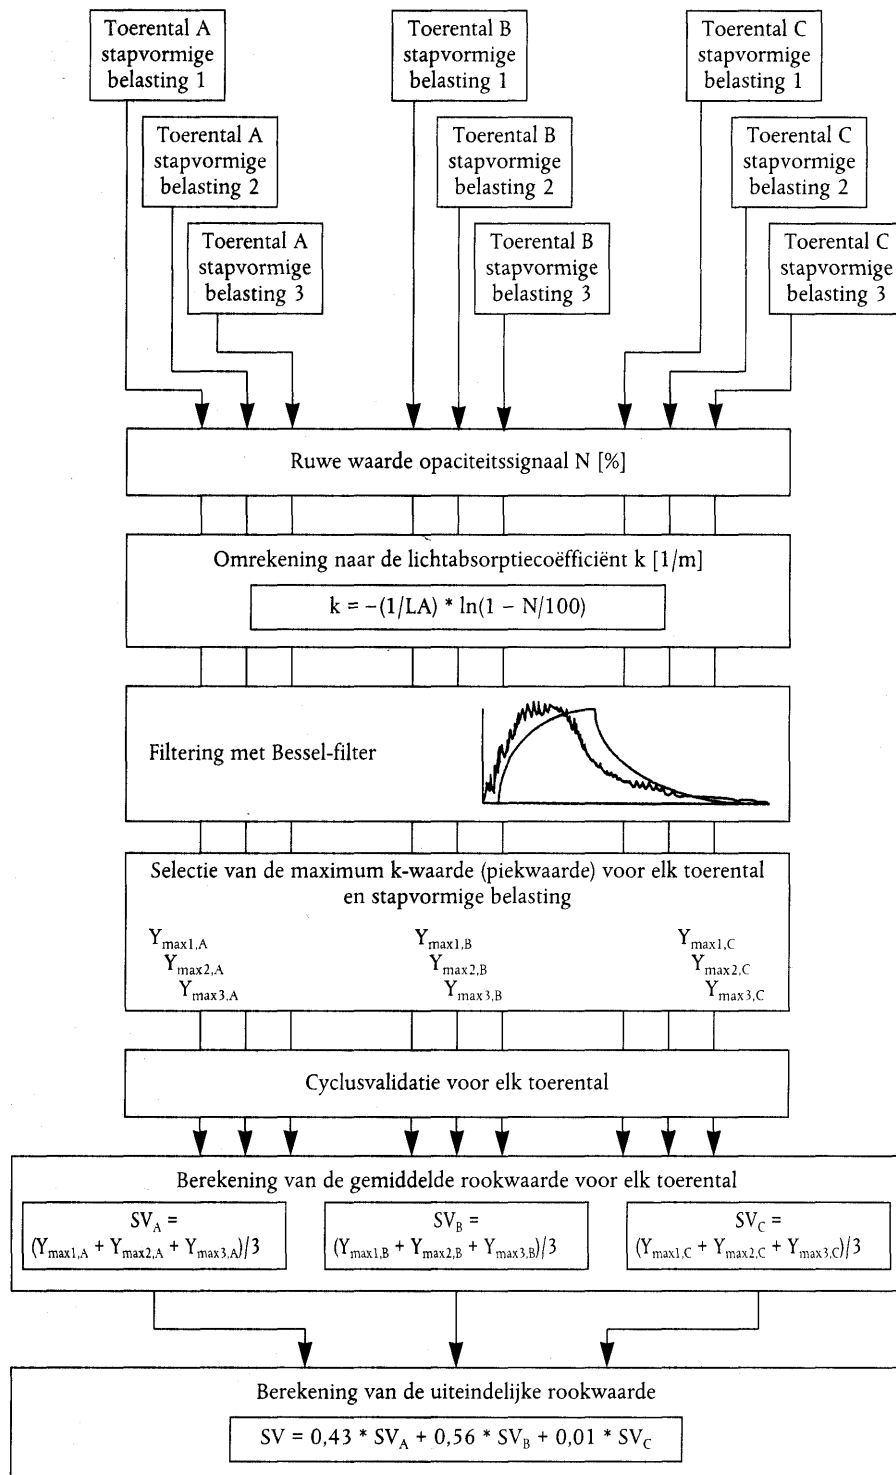 Toerental A
stapvormige
belasting 1
Toerental B
stapvormige
belasting 1
Toerental C
stapvormige
belasting 1
Toerental A
stapvormige
belasting 2
Toerental B
stapvormige
belasting 2
Toerental C
stapvormige
belasting 2
Toerental A
stapvormige
belasting 3
Toerental B
stapvormige
belasting 3
Toerental C
stapvormige
belasting 3
Ruwe waarde opaciteitssignaal N [%]
Omrekening naar de lichtabsorptiecoëfficiënt k [1/m]
k = −(1/LA) * ln(1 − N/100)
Filtering met Bessel-filter
Selectie van de maximum k-waarde (piekwaarde) voor elk toerental
en stapvormige belasting
Ymax1,A Ymax1,B Ymax1,C
Ymax2,A Ymax2,B Ymax2,C
Ymax3,A Ymax3,B Ymax3,C
Cyclusvalidatie voor elk toerental
Berekening van de gemiddelde rookwaarde voor elk toerental
SVA =
(Ymax1,A + Ymax2,A + Ymax3,A)/3
SVB =
(Ymax1,B + Ymax2,B + Ymax3,B)/3
SVC =
(Ymax1,C + Ymax2,C + Ymax3,C)/3
Berekening van de uiteindelijke rookwaarde
SV = 0,43 * SVA + 0,56 * SVB + 0,01 * SVC